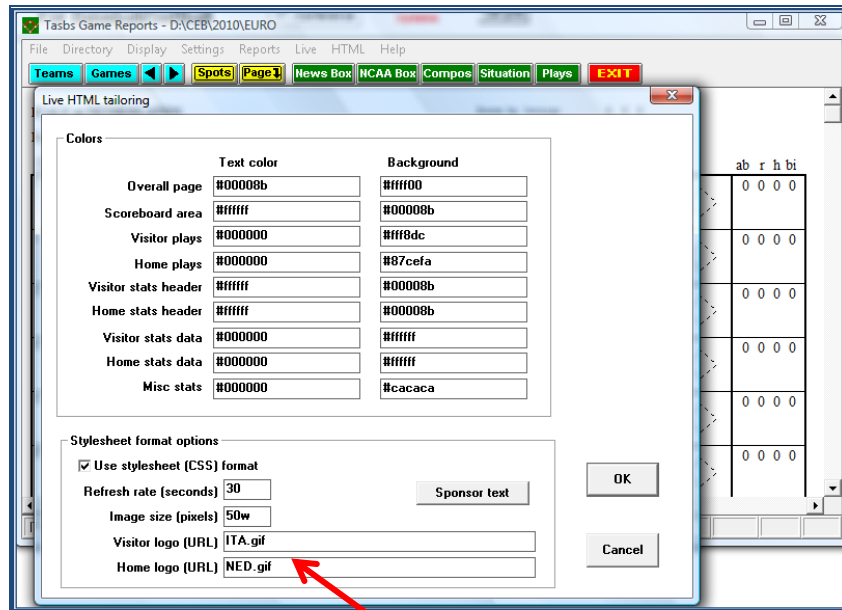 Tasbs Game Reports - D:\CEB\2010\EURO
File Directory Display Settings Reports Live HTML Help
Teams Games Spots Page News Box NCAA Box Compos Situation Plays EXIT
Live HTML tailoring
Colors
Text color Background
ab r h bi
Overall page #00008b #ffff00 0 0 0 0
Scoreboard area #ffffff #00008b
Visitor plays #000000 #fff8dc 0 0 0 0
Home plays #000000 #87cefa
Visitor stats header #ffffff #00008b 0 0 0 0
Home stats header #ffffff #00008b
Visitor stats data #000000 #ffffff 0 0 0 0
Home stats data #000000 #ffffff
Misc stats #000000 #cacaca
0 0 0 0
Stylesheet format options
Use stylesheet (CSS) format 0 0 0 0
Refresh rate (seconds) 30 Sponsor text OK
Image size (pixels) 50w
Visitor logo (URL) ITA.gif Cancel
Home logo (URL) NED.gif